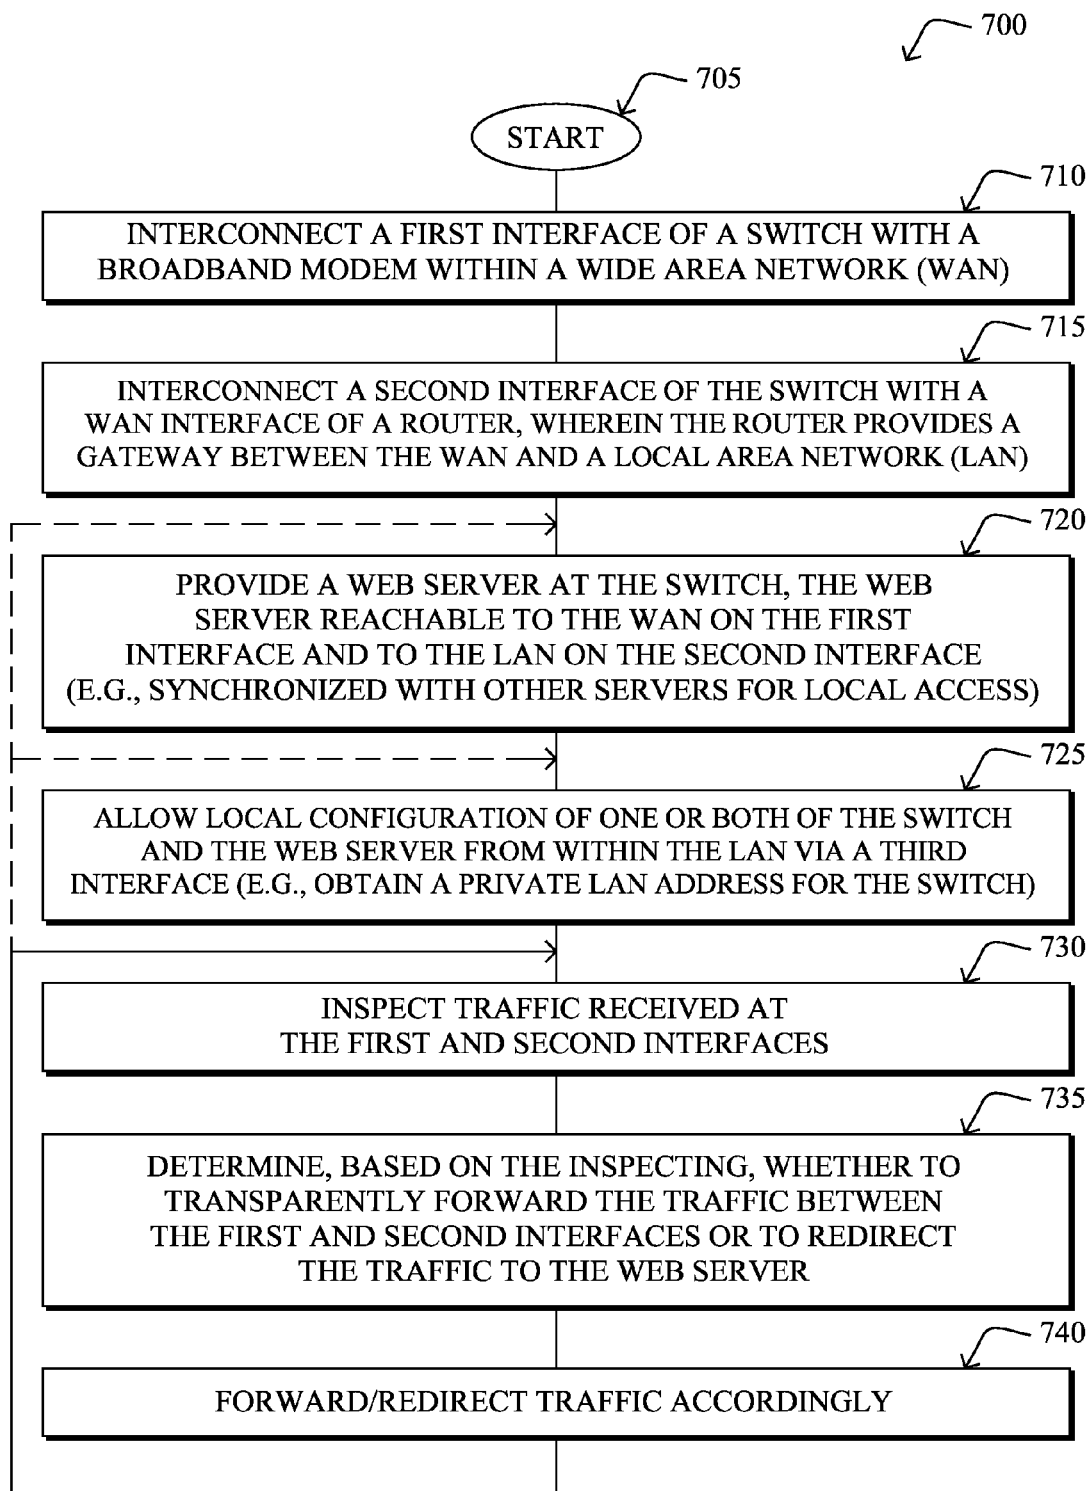 700
705
START
710
INTERCONNECT A FIRST INTERFACE OF A SWITCH WITH A
BROADBAND MODEM WITHIN A WIDE AREA NETWORK (WAN)
715
INTERCONNECT A SECOND INTERFACE OF THE SWITCH WITH A
WAN INTERFACE OF A ROUTER, WHEREIN THE ROUTER PROVIDES A
GATEWAY BETWEEN THE WAN AND A LOCAL AREA NETWORK (LAN)
720
PROVIDE A WEB SERVER AT THE SWITCH, THE WEB
SERVER REACHABLE TO THE WAN ON THE FIRST
INTERFACE AND TO THE LAN ON THE SECOND INTERFACE
(E.G., SYNCHRONIZED WITH OTHER SERVERS FOR LOCAL ACCESS)
725
ALLOW LOCAL CONFIGURATION OF ONE OR BOTH OF THE SWITCH
AND THE WEB SERVER FROM WITHIN THE LAN VIA A THIRD
INTERFACE (E.G., OBTAIN A PRIVATE LAN ADDRESS FOR THE SWITCH)
730
INSPECT TRAFFIC RECEIVED AT
THE FIRST AND SECOND INTERFACES
735
DETERMINE, BASED ON THE INSPECTING, WHETHER TO
TRANSPARENTLY FORWARD THE TRAFFIC BETWEEN
THE FIRST AND SECOND INTERFACES OR TO REDIRECT
THE TRAFFIC TO THE WEB SERVER
740
FORWARD/REDIRECT TRAFFIC ACCORDINGLY